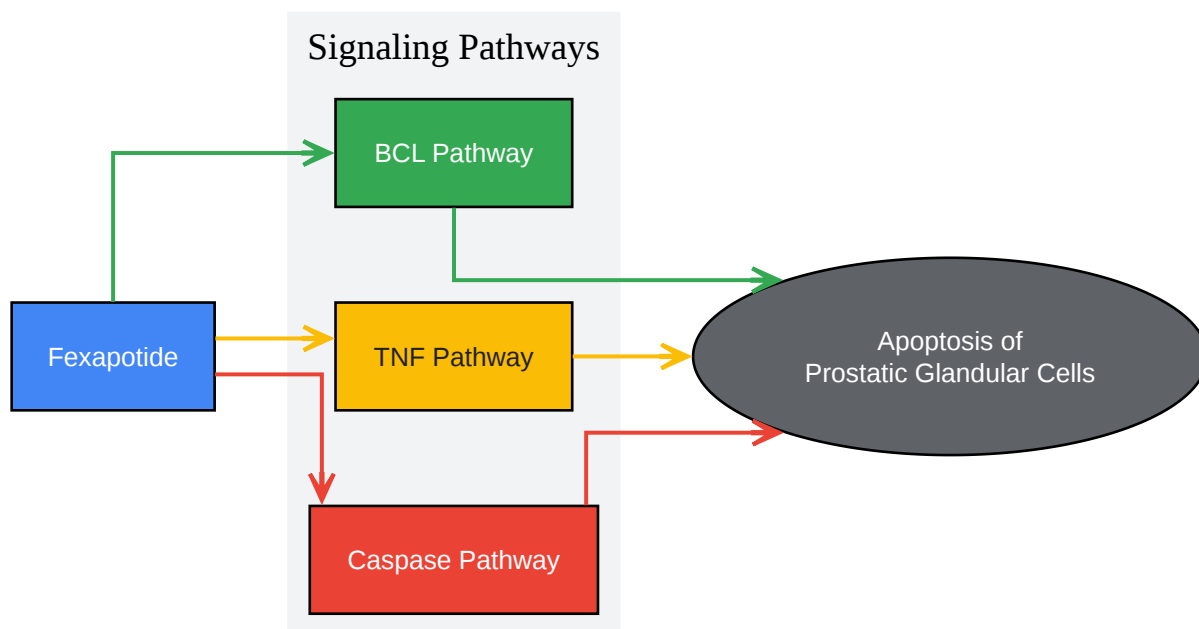 Signaling Pathways
BCL Pathway
Fexapotide
TNF Pathway
Apoptosis of
Prostatic Glandular Cells
Caspase Pathway